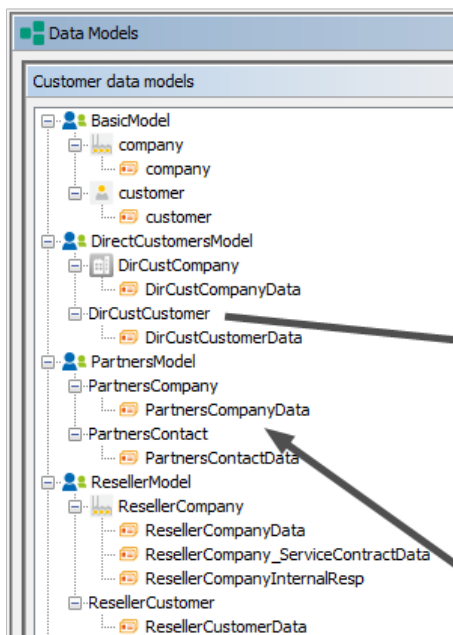 Data Models
Customer data models
BasicModel
company
company
customer
customer
DirectCustomersModel
DirCustCompany
DirCustCompanyData
DirCustCustomer
DirCustCustomerData
PartnersModel
PartnersCompany
PartnersCompanyData
PartnersContact
PartnersContactData
ResellerModel
ResellerCompany
ResellerCompanyData
ResellerCompany_ServiceContractData
ResellerCompanyInternalResp
ResellerCustomer
ResellerCustomerData